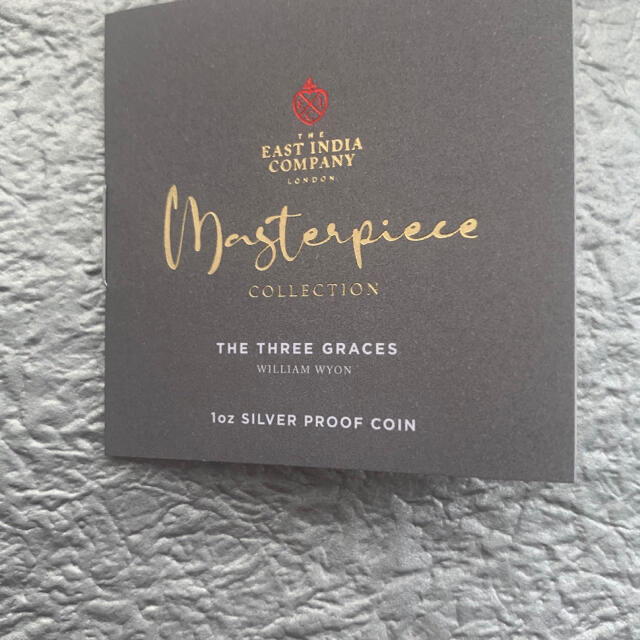 THE
EAST INDIA
COMPANY
LONDON
Masterpiece
COLLECTION
THE THREE GRACES
WILLIAM WYON
1oz SILVER PROOF COIN